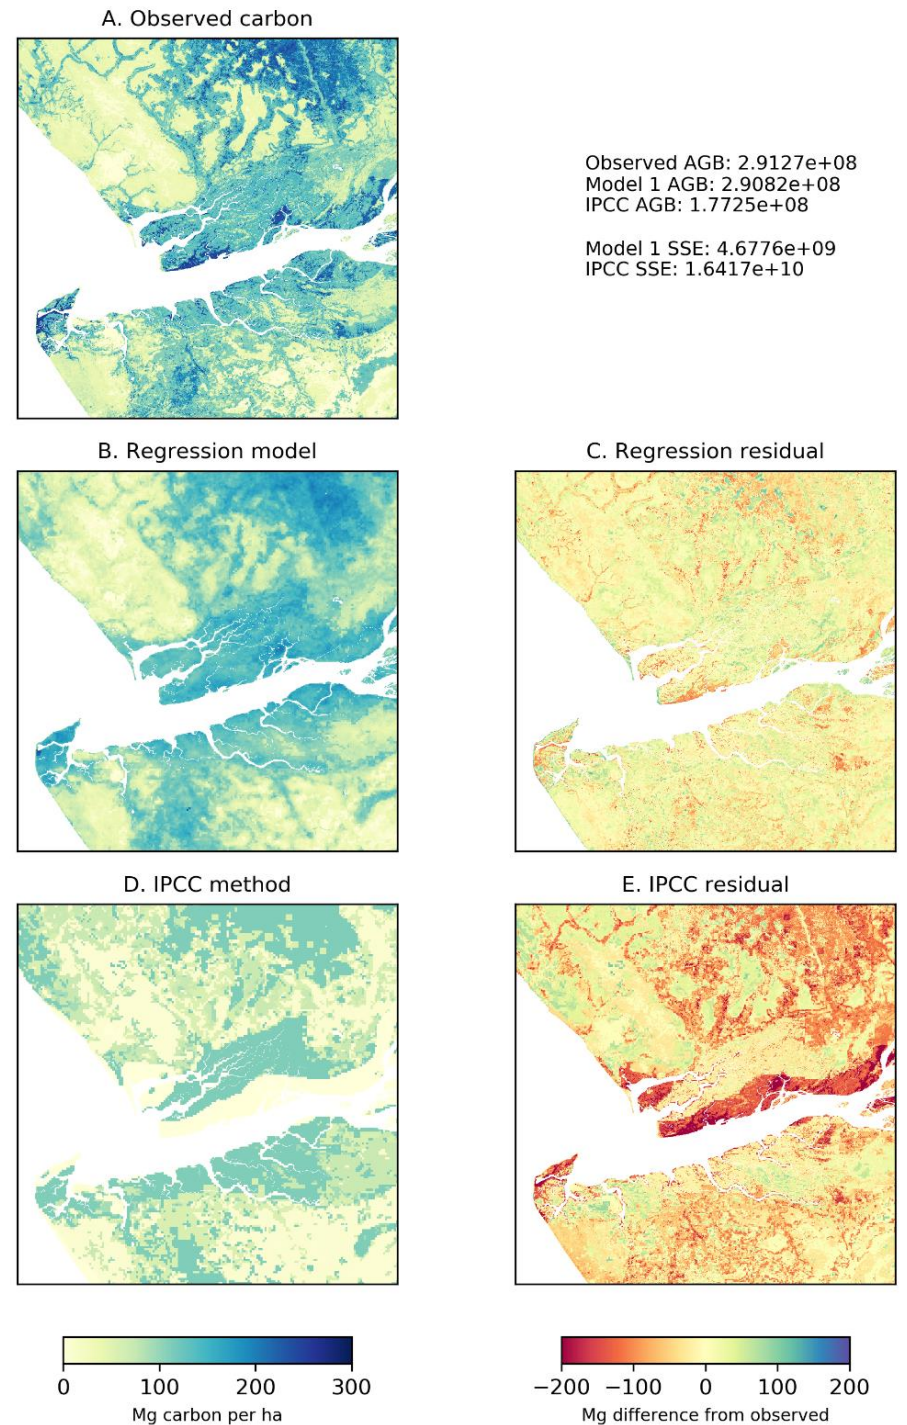 A. Observed carbon
Observed AGB: 2.9127e+08
Model 1 AGB: 2.9082e+08
IPCC AGB: 1.7725e+08
Model 1 SSE: 4.6776e+09
IPCC SSE: 1.6417e+10
B. Regression model
C. Regression residual
D. IPCC method
E. IPCC residual
0 100 200 300
Mg carbon per ha
−200 −100 0 100 200
Mg difference from observed